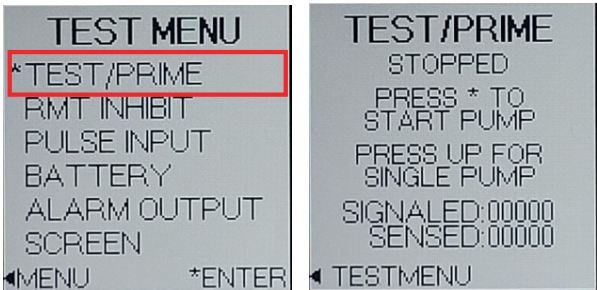 TEST MENU
*TEST/PRIME
RMT INHIBIT
PULSE INPUT
BATTERY
ALARM OUTPUT
SCREEN
◀MENU *ENTER
TEST/PRIME
STOPPED
PRESS * TO
START PUMP
PRESS UP FOR
SINGLE PUMP
SIGNALED:00000
SENSED:00000
◀ TESTMENU